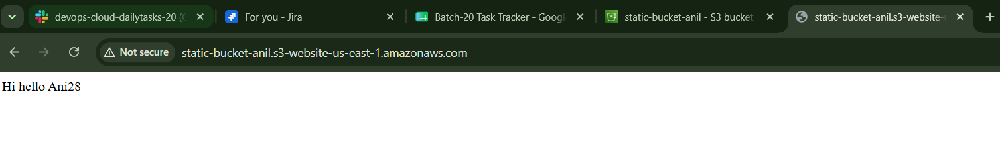 devops-cloud-dailytasks-20 (
For you - Jira
Batch-20 Task Tracker - Googl
static-bucket-anil - S3 bucket
static-bucket-anil.s3-website-
Not secure
static-bucket-anil.s3-website-us-east-1.amazonaws.com
Hi hello Ani28